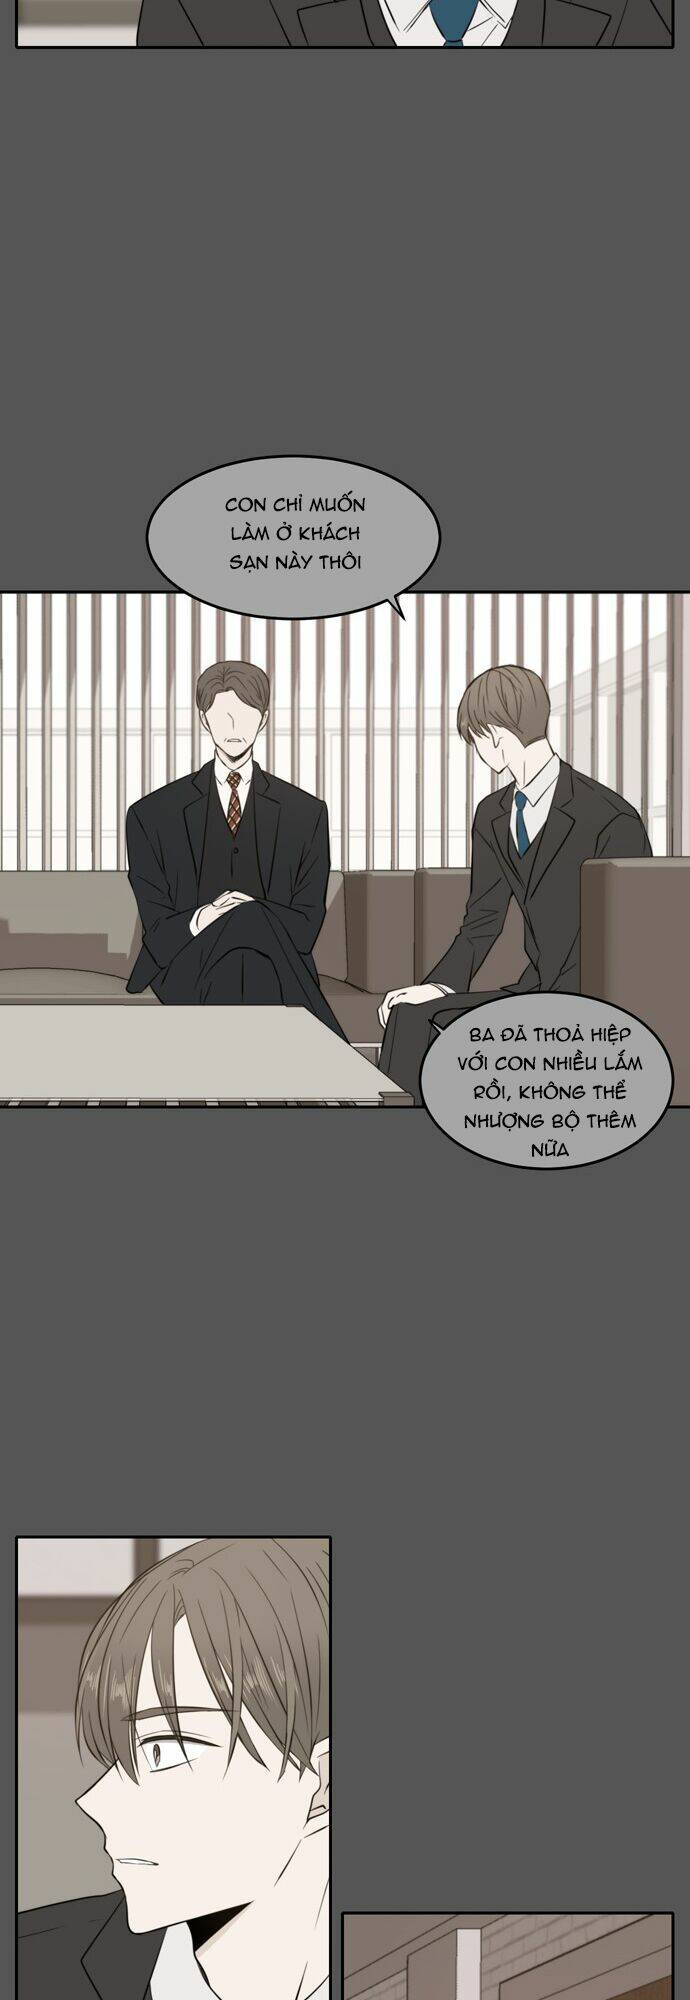 CON CHỈ MUỐN
LÀM Ở KHÁCH
SẠN NÀY THÔI
BA ĐÃ THOẢ HIỆP
VỚI CON NHIỀU LẮM
RỒI, KHÔNG THỂ
NHƯỢNG BỘ THÊM
NỮA